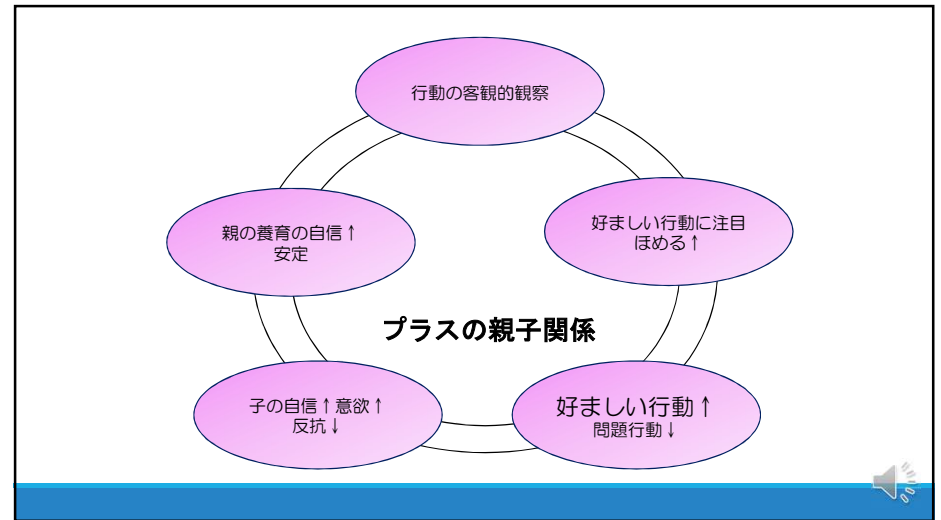 行動の客観的観察
好ましい行動に注目
ほめる↑
親の養育の自信↑
安定
プラスの親子関係
好ましい行動↑
問題行動↓
子の自信↑意欲↑
反抗↓